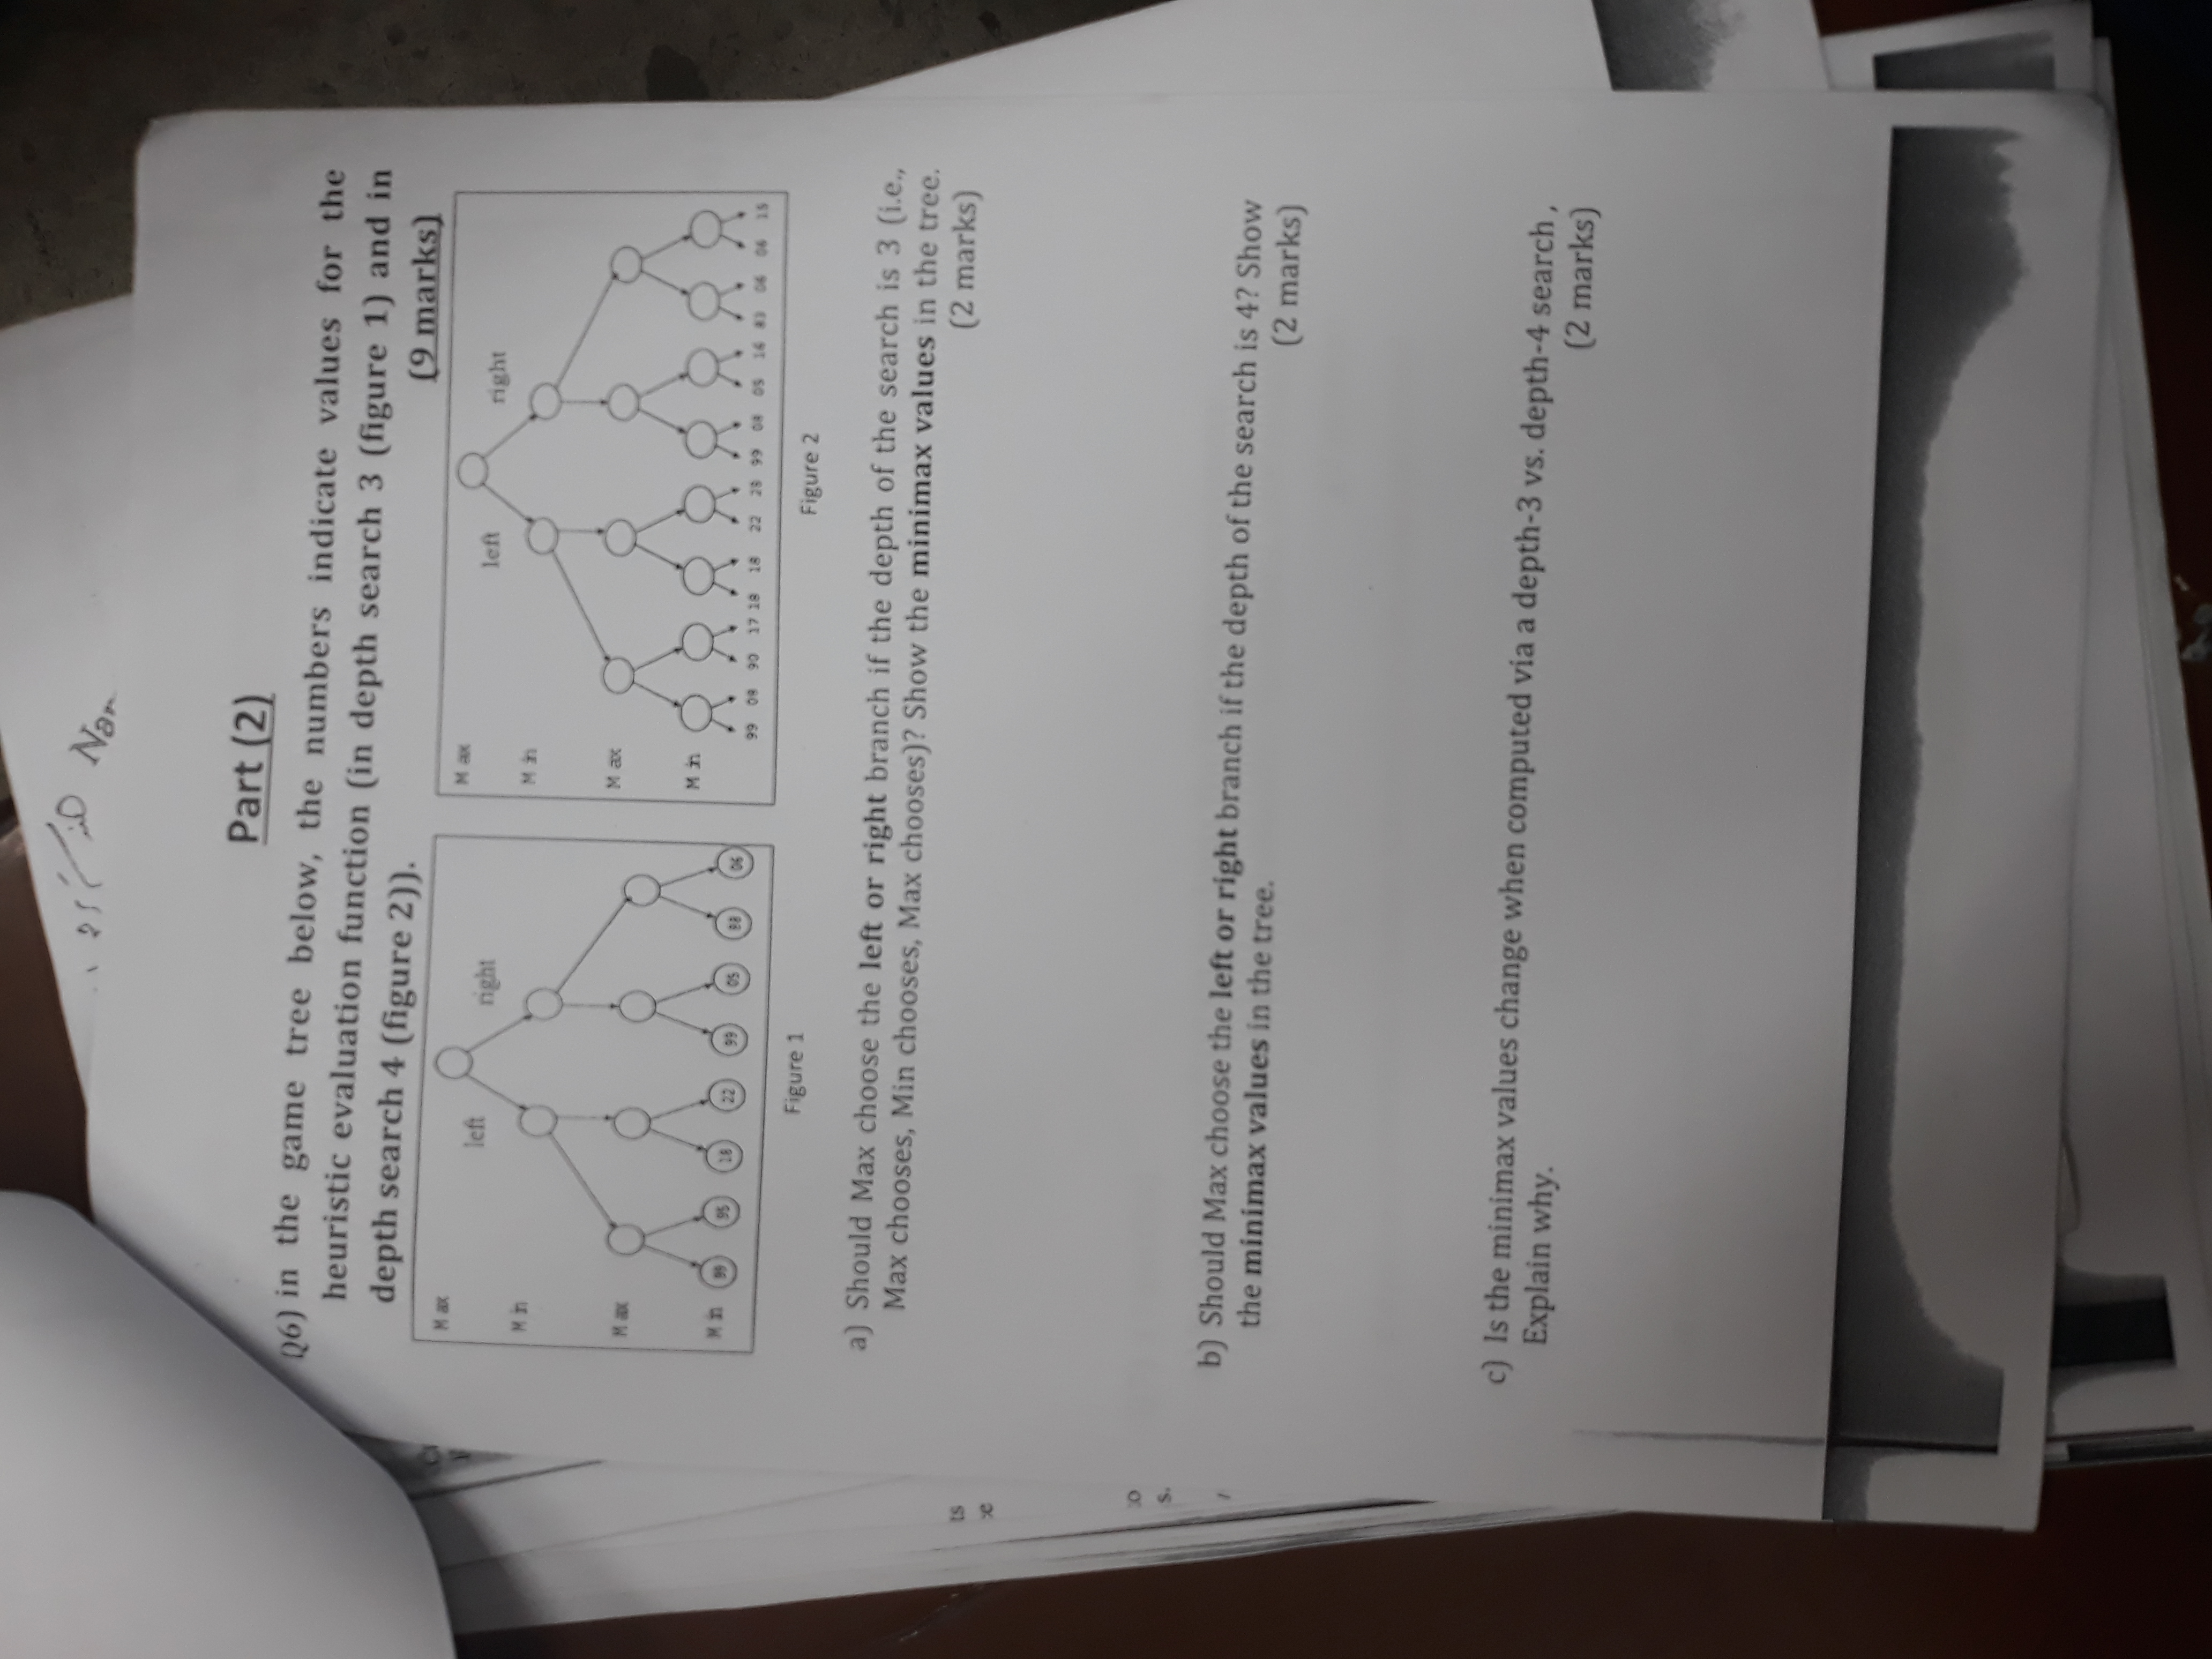 Nam
Part (2)
Q6) in the game tree below, the numbers indicate values for the
heuristic evaluation function (in depth search 3 (figure 1) and in
depth search 4 (figure 2)).
(9 marks)
Max
left
right
Min
Max
Min
99 95 18 22 99 05 88 06
Figure 1
Max
left
right
Min
Max
Min
99 09 90 17 18 18 22 28 99 08 05 16 83 06 06 15
Figure 2
a) Should Max choose the left or right branch if the depth of the search is 3 (i.e.,
Max chooses, Min chooses, Max chooses)? Show the minimax values in the tree.
(2 marks)
ts
b) Should Max choose the left or right branch if the depth of the search is 4? Show
the minimax values in the tree.
(2 marks)
s.
c) Is the minimax values change when computed via a depth-3 vs. depth-4 search ,
Explain why.
(2 marks)